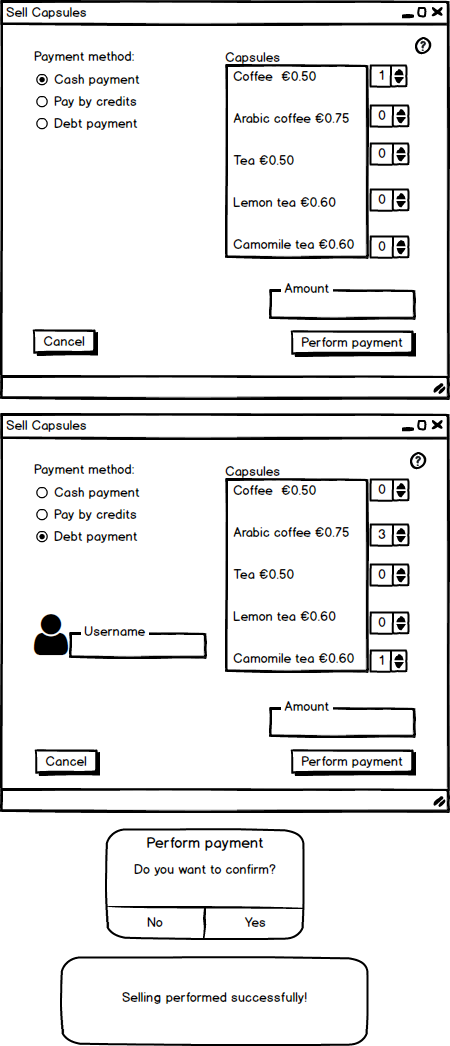 Sell Capsules
?
Payment method:
Capsules
Cash payment
Coffee €0.50 1
Pay by credits
Arabic coffee €0.75 0
Debt payment
Tea €0.50 0
Lemon tea €0.60 0
Camomile tea €0.60 0
Amount
Cancel
Perform payment
Sell Capsules
?
Payment method:
Capsules
Cash payment
Coffee €0.50 0
Pay by credits
Arabic coffee €0.75 3
Debt payment
Tea €0.50 0
Lemon tea €0.60 0
Username
Camomile tea €0.60 1
Amount
Cancel
Perform payment
Perform payment
Do you want to confirm?
No
Yes
Selling performed successfully!